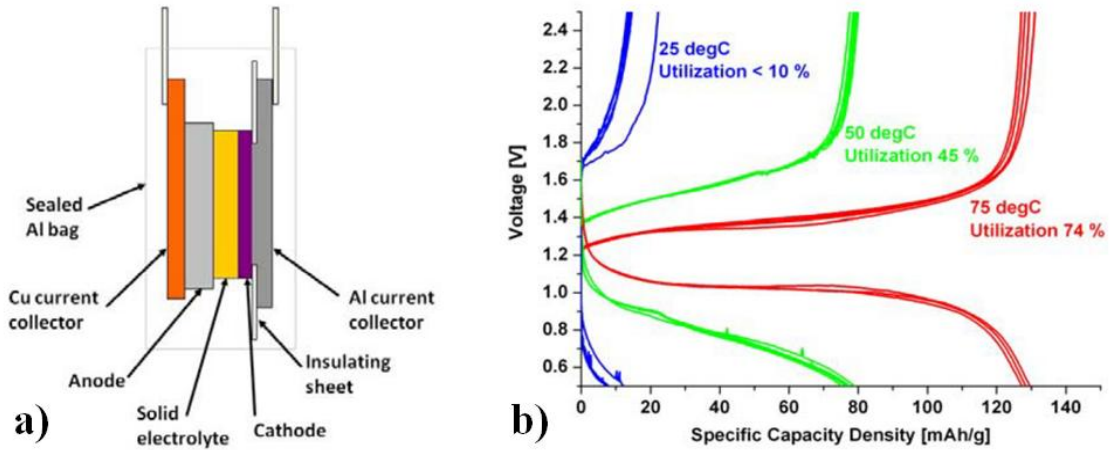 Sealed
Al bag
Cu current
collector
Anode
Solid
electrolyte
Cathode
Insulating
sheet
Al current
collector
a)
2.4
2.2
2.0
1.8
1.6
1.4
1.2
1.0
0.8
0.6
Voltage [V]
25 degC
Utilization < 10 %
50 degC
Utilization 45 %
75 degC
Utilization 74 %
0 20 40 60 80 100 120 140
Specific Capacity Density [mAh/g]
b)